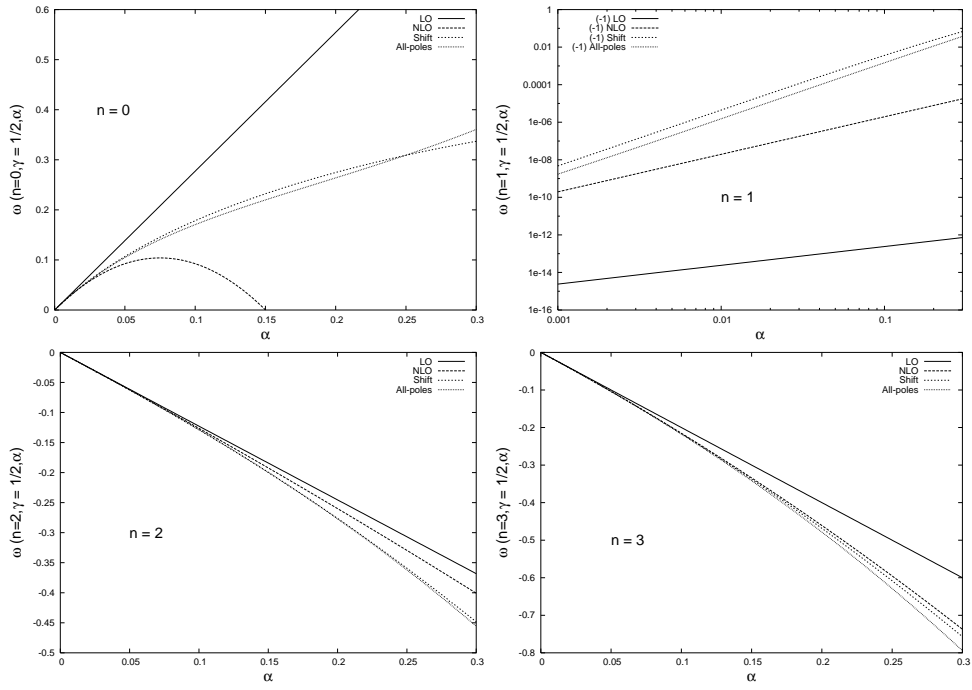 0.6
0.5
0.4
0.3
0.2
0.1
0
0
0.05
0.1
0.15
0.2
0.25
0.3
ω (n=0,γ = 1/2,α)
α
LO
NLO
Shift
All-poles
n = 0
1
0.01
0.0001
1e-06
1e-08
1e-10
1e-12
1e-14
1e-16
0.001
0.01
0.1
ω (n=1,γ = 1/2,α)
α
(-1) LO
(-1) NLO
(-1) Shift
(-1) All-poles
n = 1
0
-0.05
-0.1
-0.15
-0.2
-0.25
-0.3
-0.35
-0.4
-0.45
-0.5
0
0.05
0.1
0.15
0.2
0.25
0.3
ω (n=2,γ = 1/2,α)
α
LO
NLO
Shift
All-poles
n = 2
0
-0.1
-0.2
-0.3
-0.4
-0.5
-0.6
-0.7
-0.8
0
0.05
0.1
0.15
0.2
0.25
0.3
ω (n=3,γ = 1/2,α)
α
LO
NLO
Shift
All-poles
n = 3